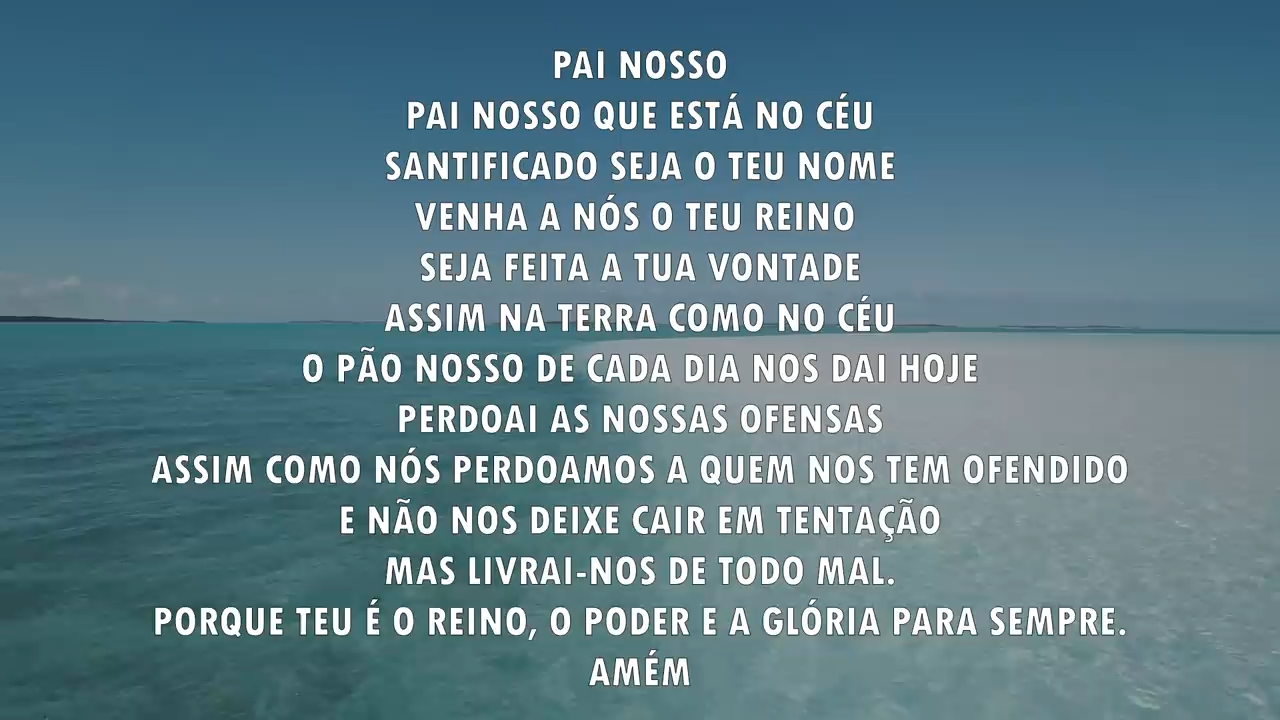 PAI NOSSO
PAI NOSSO QUE ESTÁ NO CÉU
SANTIFICADO SEJA O TEU NOME
VENHA A NÓS O TEU REINO
SEJA FEITA A TUA VONTADE
ASSIM NA TERRA COMO NO CÉU
O PÃO NOSSO DE CADA DIA NOS DAI HOJE
PERDOAI AS NOSSAS OFENSAS
ASSIM COMO NÓS PERDOAMOS A QUEM NOS TEM OFENDIDO
E NÃO NOS DEIXE CAIR EM TENTAÇÃO
MAS LIVRAI-NOS DE TODO MAL.
PORQUE TEU É O REINO, O PODER E A GLÓRIA PARA SEMPRE.
AMÉM